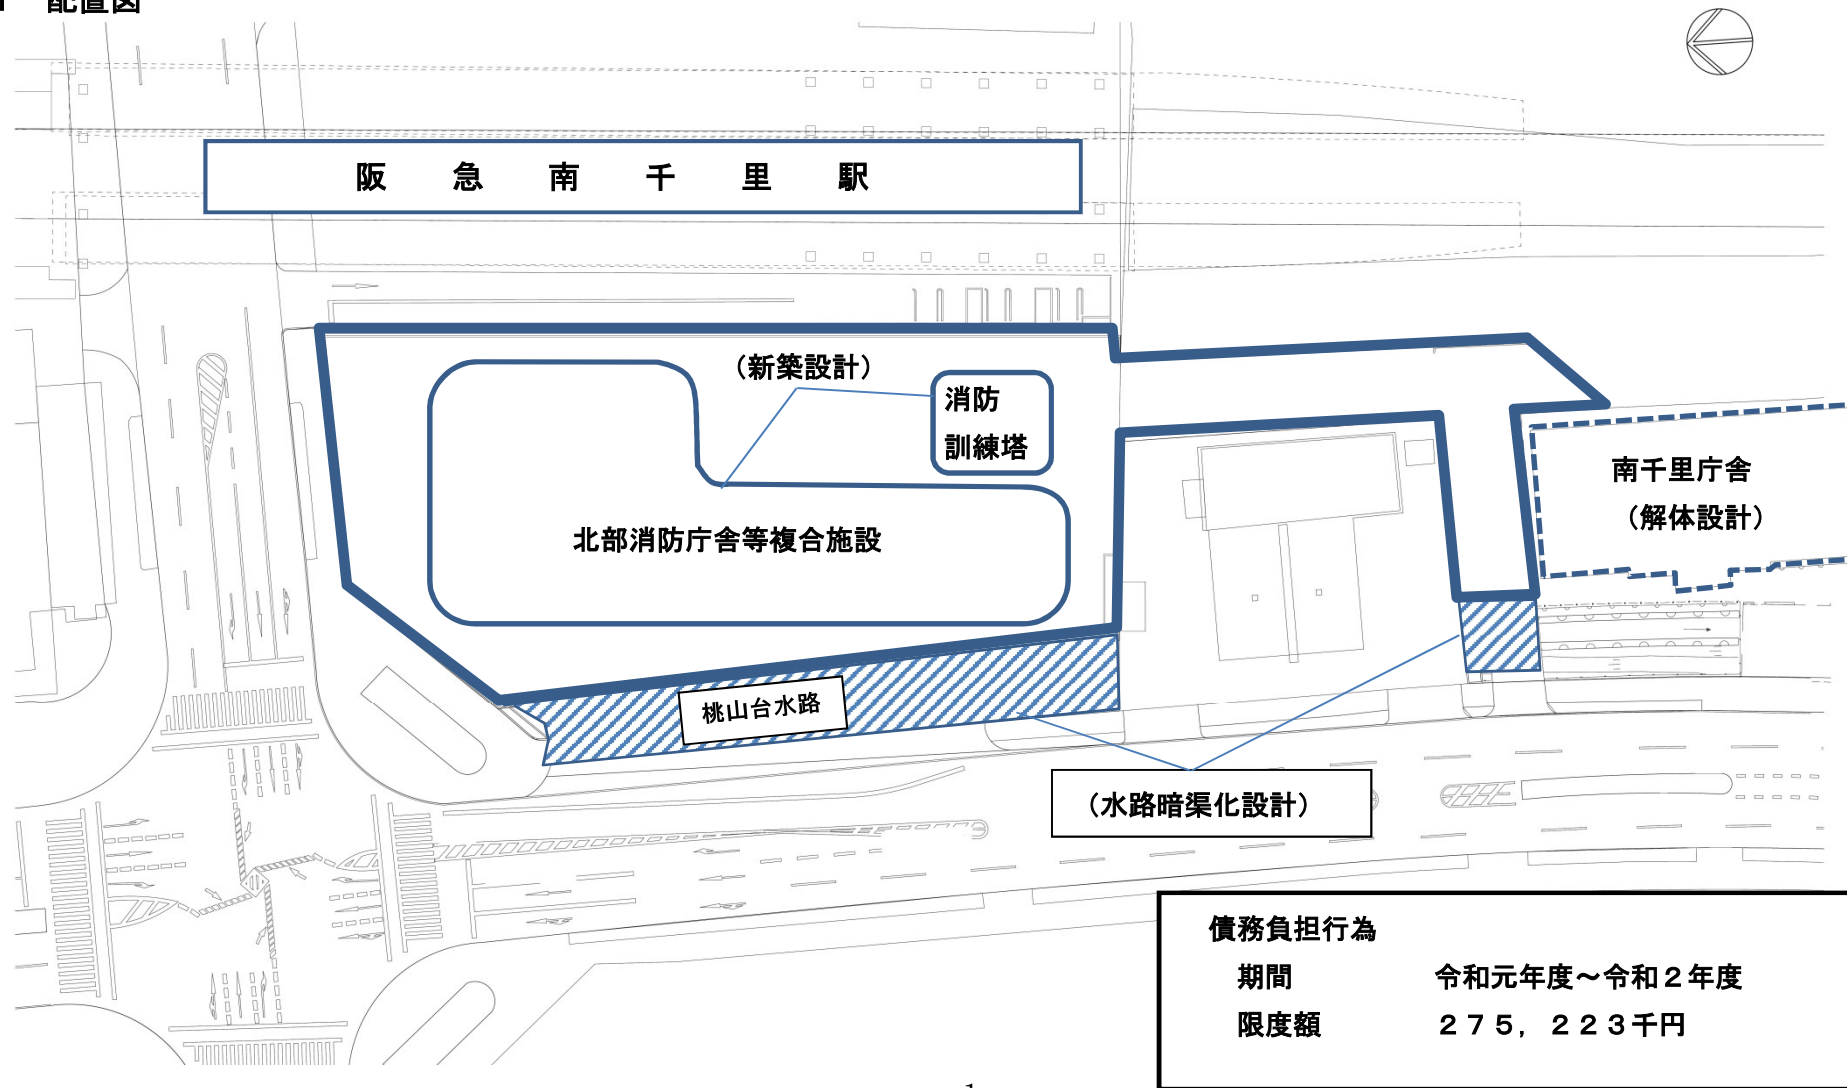 配置図
阪急南千里駅
（新築設計）
消防
訓練塔
南千里庁舎
（解体設計）
北部消防庁舎等複合施設
桃山台水路
（水路暗渠化設計）
債務負担行為
期間　令和元年度～令和２年度
限度額　２７５，２２３千円